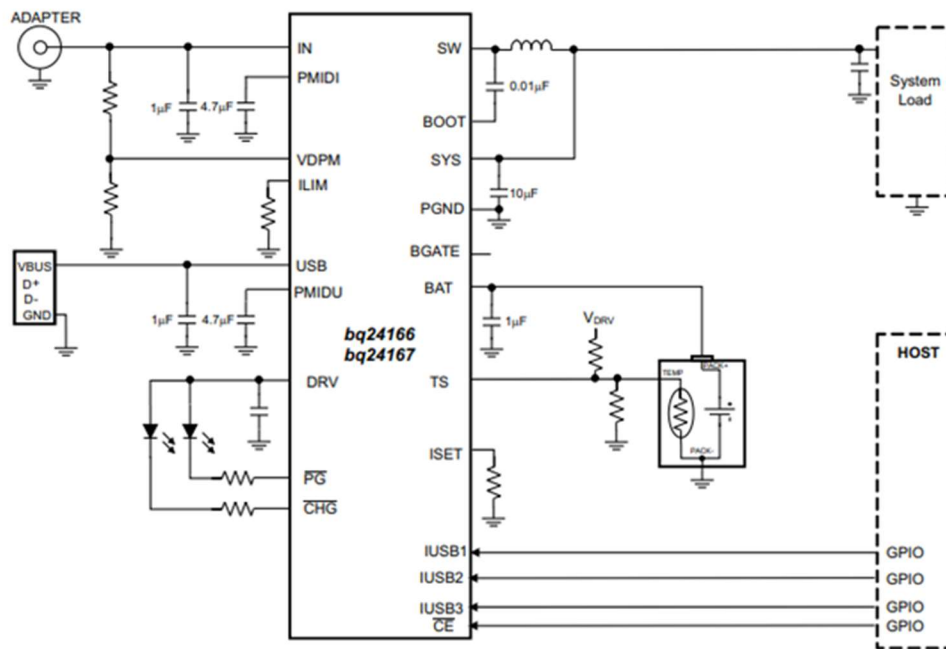 ADAPTER
IN
PMIDI
1μF
4.7μF
VDPM
ILIM
VBUS
D+
D-
GND
USB
PMIDU
1μF
4.7μF
bq24166
bq24167
DRV
PG
CHG
SW
0.01μF
BOOT
SYS
10μF
PGND
BGATE
BAT
1μF
VDRV
TS
TEMP
PACK+
+
-
PACK-
ISET
IUSB1
IUSB2
IUSB3
CE
System
Load
HOST
GPIO
GPIO
GPIO
GPIO